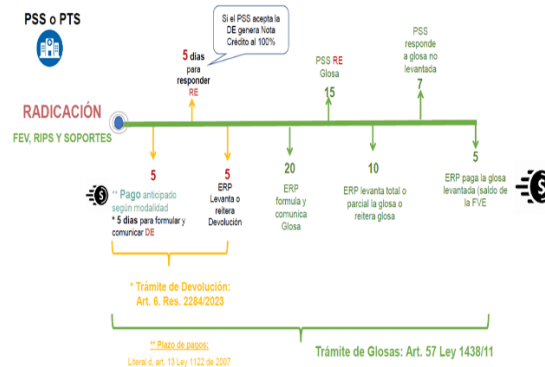 PSS o PTS
Si el PSS acepta la
DE genera Nota
Crédito al 100%
5 días
para
responder
RE
PSS RE
Glosa
15
PSS
responde
a glosa no
levantada
7
RADICACIÓN
FEV, RIPS Y SOPORTES
5
** Pago anticipado
según modalidad
* 5 días para formular y
comunicar DE
5
ERP
Levanta o
reitera
Devolución
20
ERP
formula y
comunica
Glosa
10
ERP levanta total o
parcial la glosa o
reitera glosa
5
ERP paga la glosa
levantada (saldo de
la FVE)
* Trámite de Devolución:
Art. 6. Res. 2284/2023
** Plazo de pagos:
Literal d, art. 13 Ley 1122 de 2007
Trámite de Glosas: Art. 57 Ley 1438/11